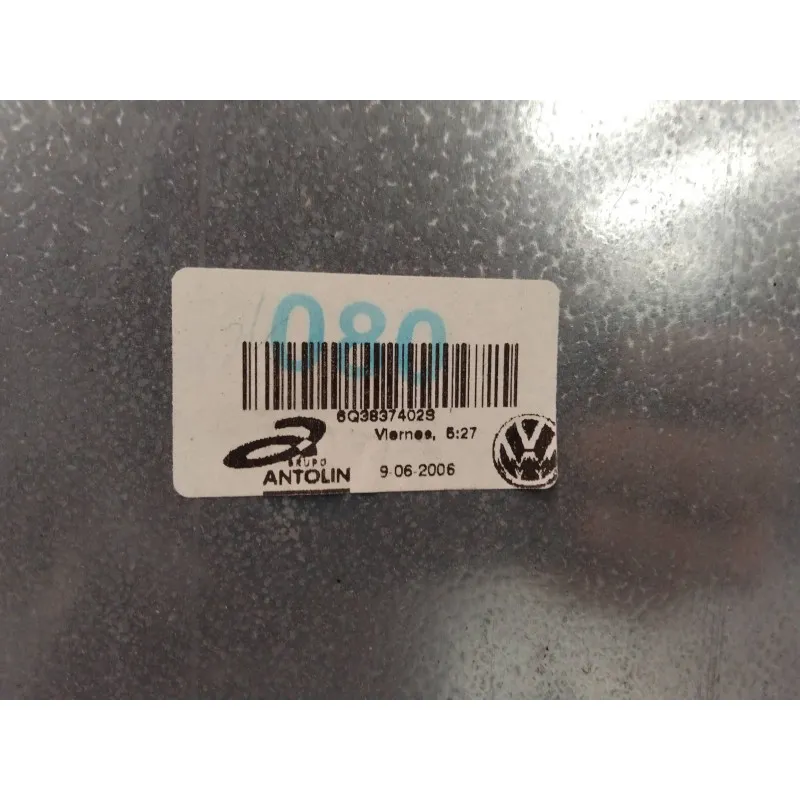 080
6Q3837402S
Viernes, 5:27
GRUPO
ANTOLIN
9-06-2006